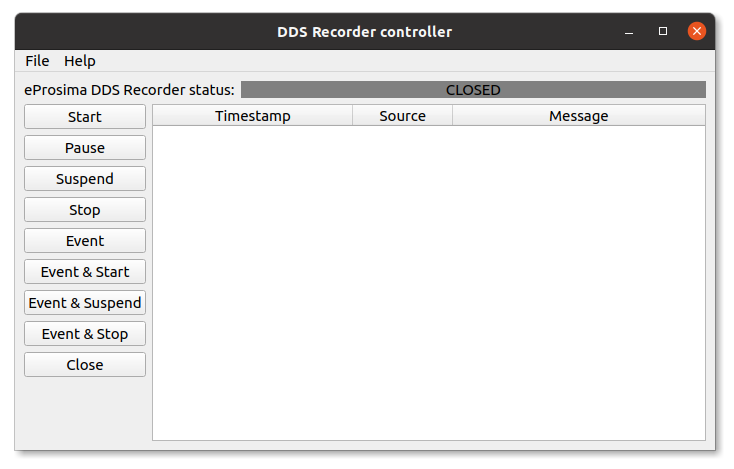 DDS Recorder controller
File Help
eProsima DDS Recorder status: CLOSED
Start
Pause
Suspend
Stop
Event
Event & Start
Event & Suspend
Event & Stop
Close
Timestamp Source Message